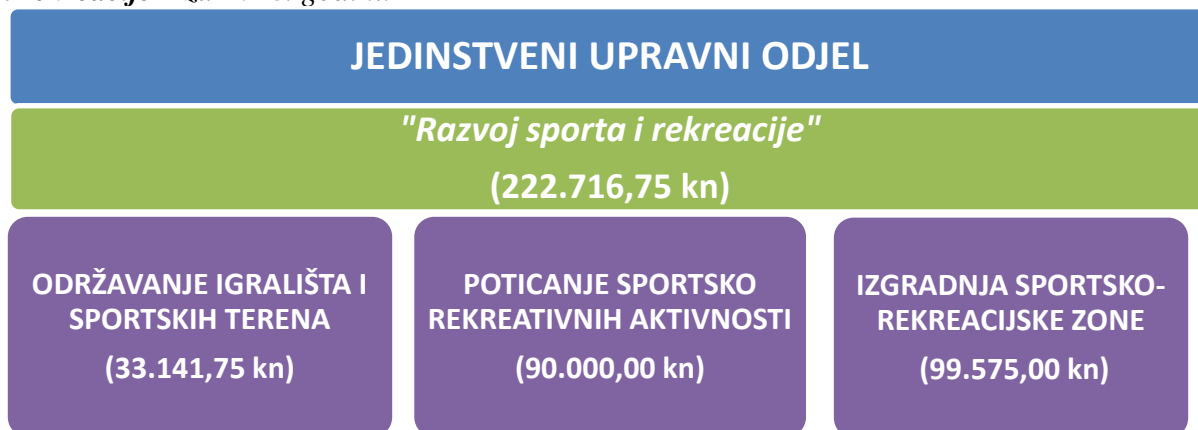 JEDINSTVENI UPRAVNI ODJEL
"Razvoj sporta i rekreacije"
(222.716,75 kn)
ODRŽAVANJE IGRALIŠTA I
SPORTSKIH TERENA
(33.141,75 kn)
POTICANJE SPORTSKO
REKREATIVNIH AKTIVNOSTI
(90.000,00 kn)
IZGRADNJA SPORTSKO-
REKREACIJSKE ZONE
(99.575,00 kn)